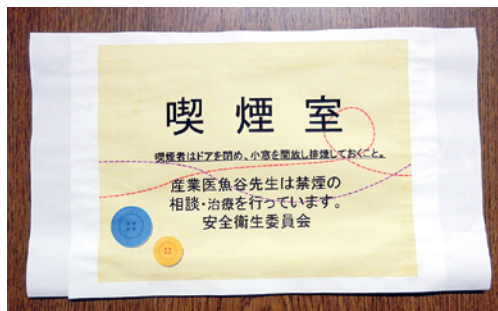 喫煙室
喫煙者はドアを閉め、小窓を開放し排煙しておくこと。
産業医魚谷先生は禁煙の
相談・治療を行っています。
安全衛生委員会